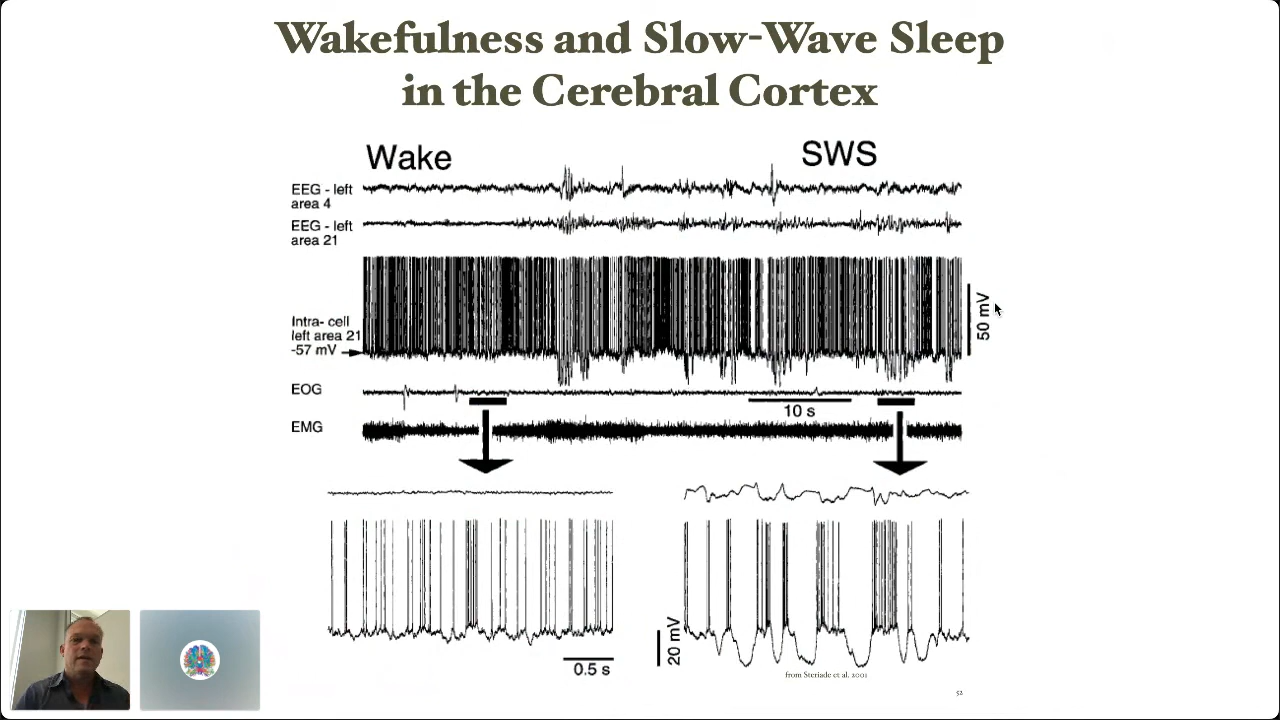 Wakefulness and Slow-Wave Sleep
in the Cerebral Cortex
Wake
SWS
EEG - left
area 4
EEG - left
area 21
Intra- cell
left area 21
-57 mV
50 mV
EOG
10 s
EMG
0.5 s
20 mV
from Steriade et al. 2001
52